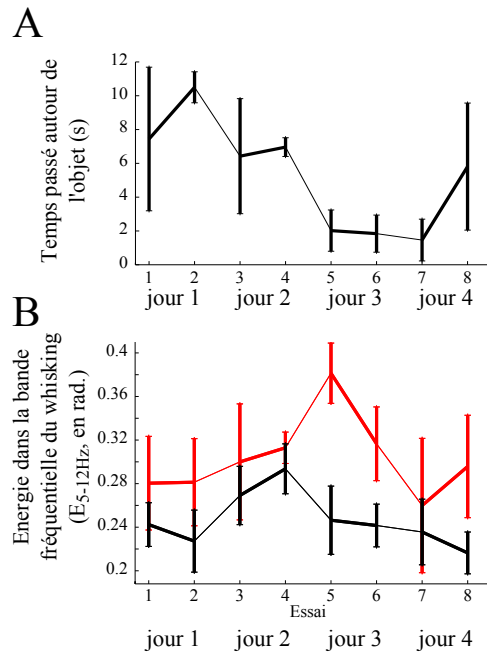 A
Temps passé autour de
l'objet (s)
12
10
8
6
4
2
0
1 2 3 4 5 6 7 8
jour 1 jour 2 jour 3 jour 4
B
Energie dans la bande
fréquentielle du whisking
(E5-12Hz, en rad.)
0.4
0.36
0.32
0.28
0.24
0.2
1 2 3 4 5 6 7 8
Essai
jour 1 jour 2 jour 3 jour 4